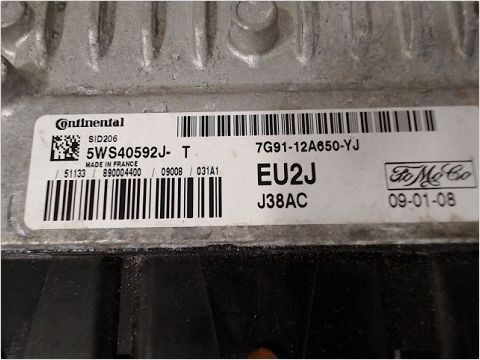 Continental
SID206
5WS40592J- T
MADE IN FRANCE
/ 51133 / 890004400 / 09008 / 031A1
7G91-12A650-YJ
EU2J
J38AC
FoMoCo
09-01-08